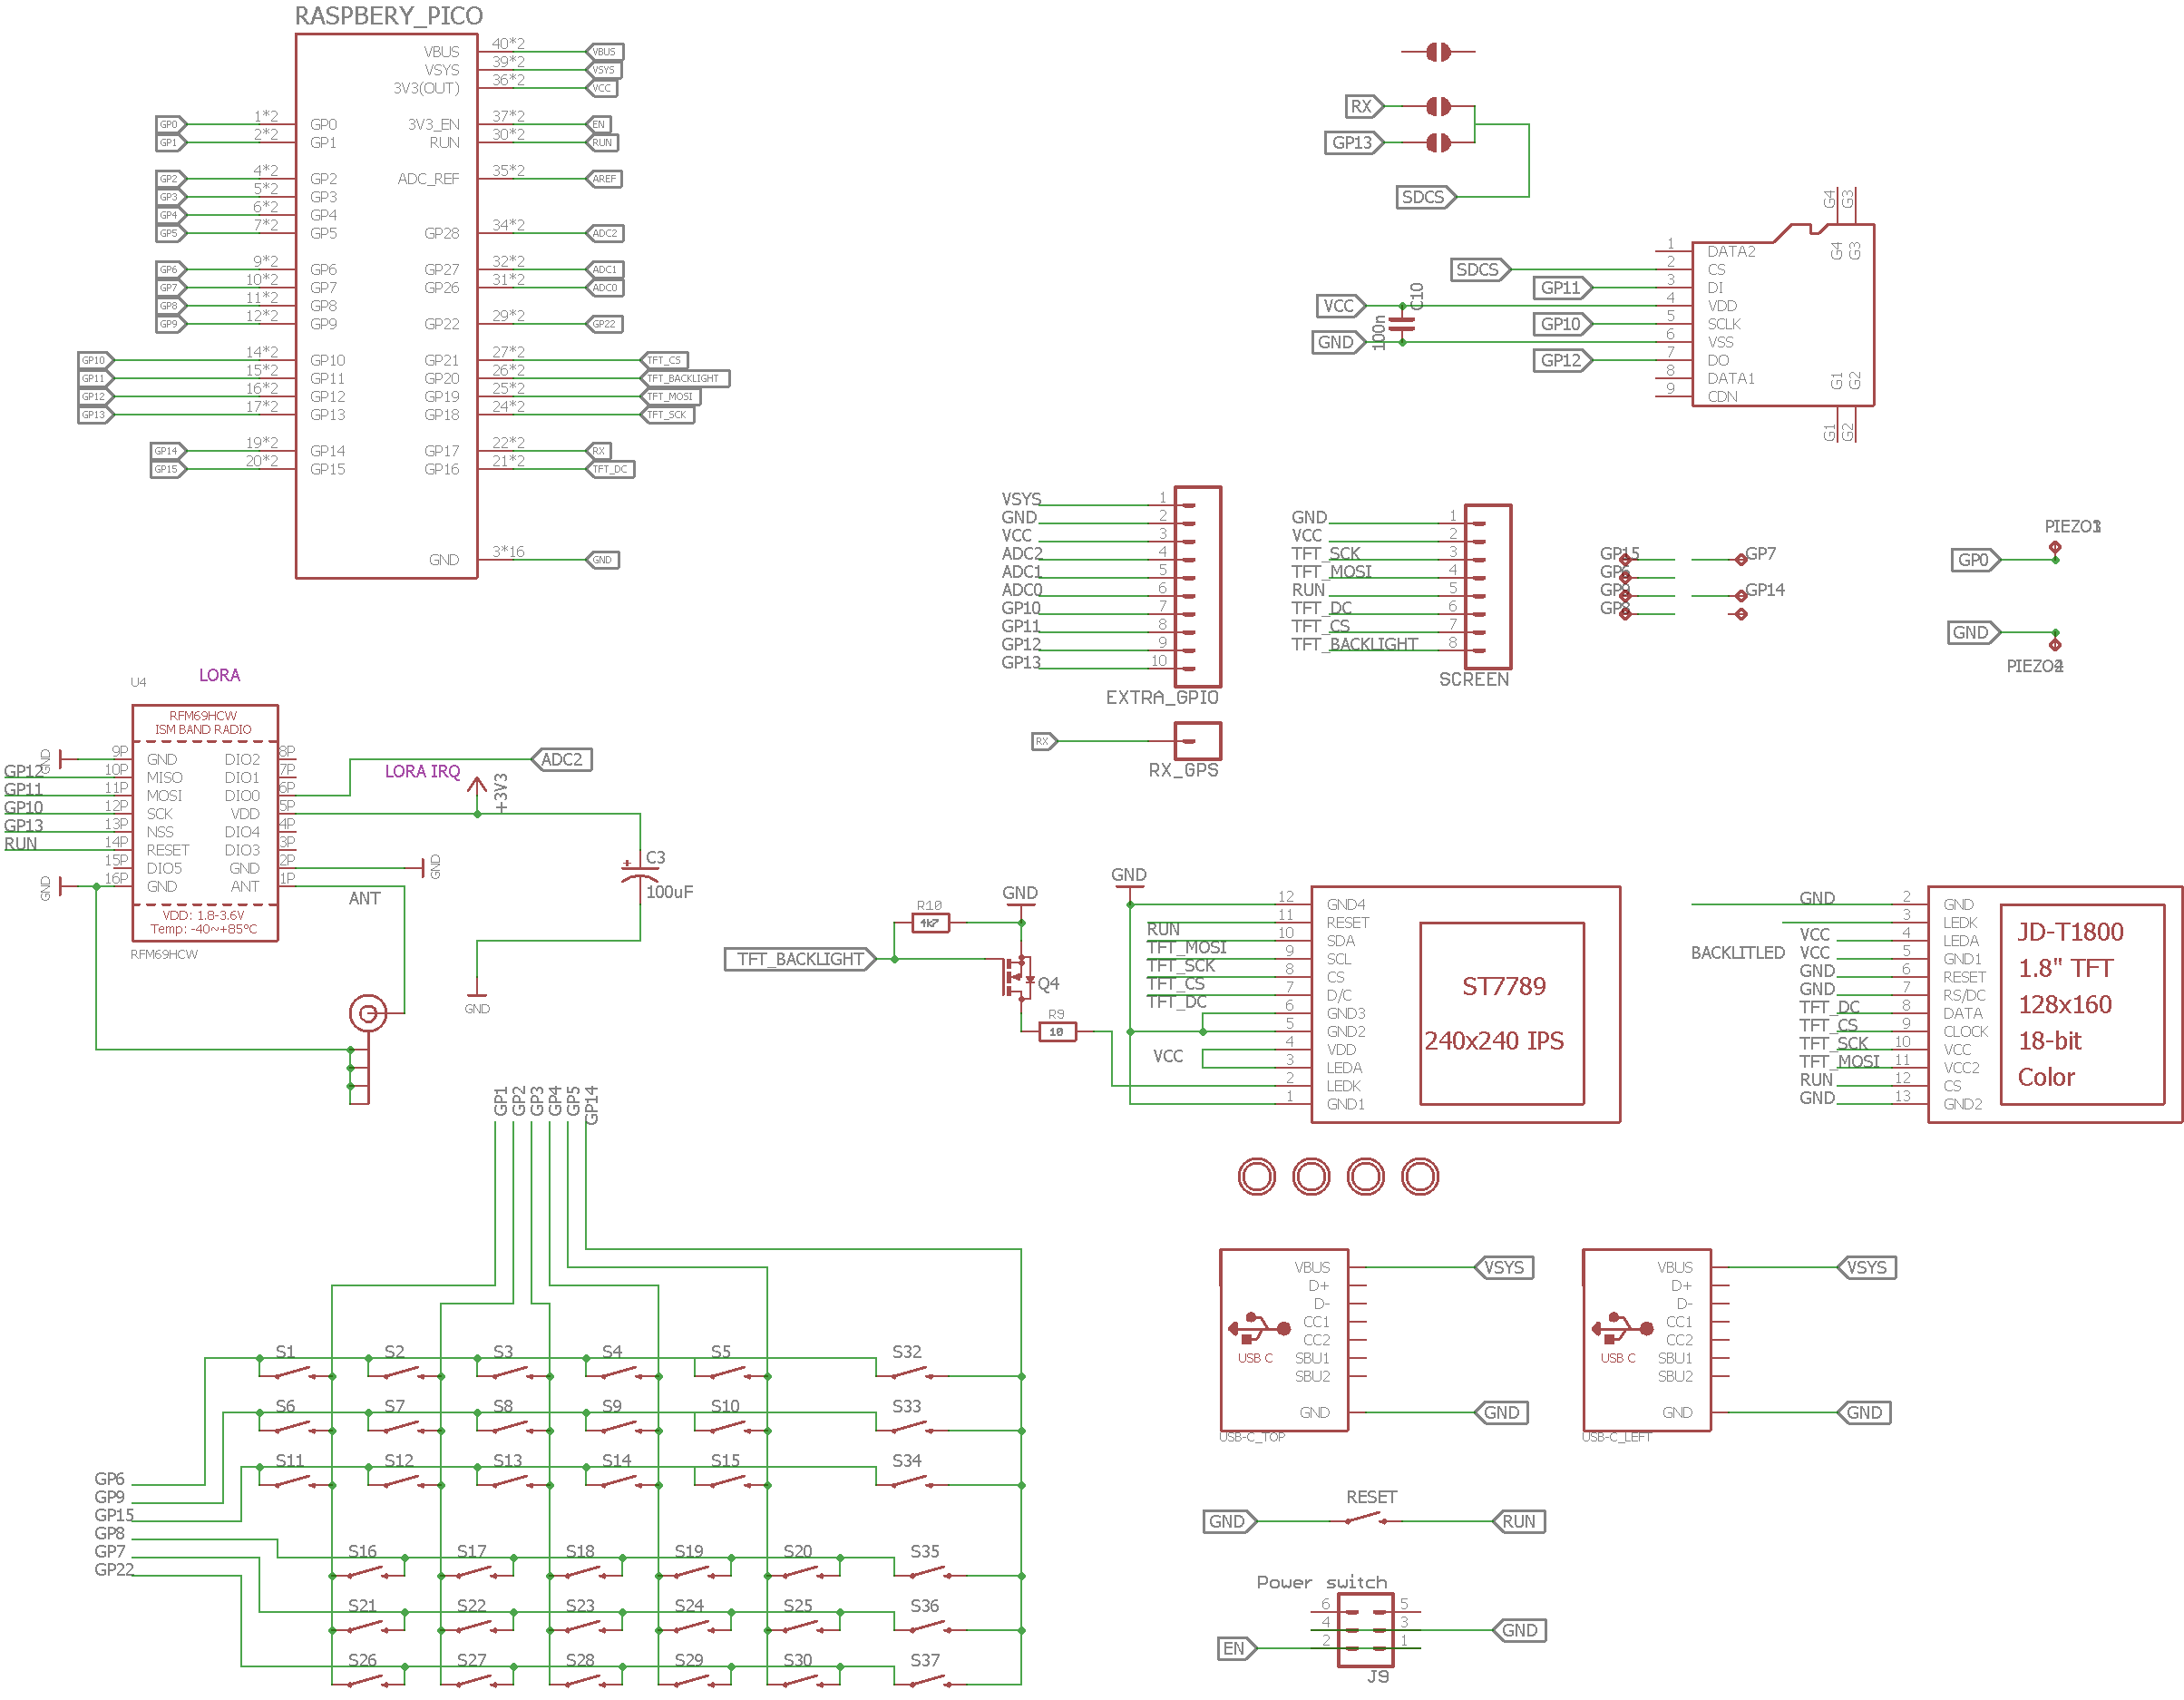 RASPBERY_PICO
VBUS 40*2 VBUS
VSYS 39*2 VSYS
3V3(OUT) 36*2 VCC
GP0 1*2 GP0 3V3_EN 37*2 EN
GP1 2*2 GP1 RUN 30*2 RUN
GP2 4*2 GP2 ADC_REF 35*2 AREF
GP3 5*2 GP3
GP4 6*2 GP4
GP5 7*2 GP5 GP28 34*2 ADC2
GP6 9*2 GP6 GP27 32*2 ADC1
GP7 10*2 GP7 GP26 31*2 ADC0
GP8 11*2 GP8
GP9 12*2 GP9 GP22 29*2 GP22
GP10 14*2 GP10 GP21 27*2 TFT_CS
GP11 15*2 GP11 GP20 26*2 TFT_BACKLIGHT
GP12 16*2 GP12 GP19 25*2 TFT_MOSI
GP13 17*2 GP13 GP18 24*2 TFT_SCK
GP14 19*2 GP14 GP17 22*2 RX
GP15 20*2 GP15 GP16 21*2 TFT_DC
GND 3*16 GND
RX
GP13
SDCS
G4 G3
G4 G3
1 DATA2
SDCS 2 CS
GP11 3 DI
VCC C10 4 VDD
GP10 5 SCLK
GND 100n 6 VSS
GP12 7 DO
8 DATA1
9 CDN
G1 G2
G1 G2
VSYS 1
GND 2
VCC 3
ADC2 4
ADC1 5
ADC0 6
GP10 7
GP11 8
GP12 9
GP13 10
EXTRA_GPIO
GND 1
VCC 2
TFT_SCK 3
TFT_MOSI 4
RUN 5
TFT_DC 6
TFT_CS 7
TFT_BACKLIGHT 8
SCREEN
GP15 GP7
GP14
GP0
GND
RX
RX_GPS
LORA
U4
RFM69HCW
ISM BAND RADIO
GND 9P GND DIO2 8P
GP12 10P MISO DIO1 7P
GP11 11P MOSI DIO0 6P ADC2
GP10 12P SCK VDD 5P
GP13 13P NSS DIO4 4P
RUN 14P RESET DIO3 3P
15P DIO5 GND 2P GND
GND 16P GND ANT 1P
VDD: 1.8-3.6V
Temp: -40~+85°C
RFM69HCW
LORA IRQ
+3V3
C3
100uF
GND
ANT
TFT_BACKLIGHT
R10
4k7
GND
Q4
R9
10
GND
12 GND4
RUN 11 RESET
TFT_MOSI 10 SDA
TFT_SCK 9 SCL
TFT_CS 8 CS
TFT_DC 7 D/C
6 GND3
5 GND2
VCC 4 VDD
3 LEDA
2 LEDK
1 GND1
ST7789
240x240 IPS
GND 2 GND
BACKLITLED 3 LEDK
VCC 4 LEDA
VCC 5 GND1
GND 6 RESET
GND 7 RS/DC
TFT_DC 8 DATA
TFT_CS 9 CLOCK
TFT_SCK 10 VCC
TFT_MOSI 11 VCC2
RUN 12 CS
GND 13 GND2
JD-T1800
1.8" TFT
128x160
18-bit
Color
GP1 GP2 GP3 GP4 GP5 GP14
S1 S2 S3 S4 S5 S32
S6 S7 S8 S9 S10 S33
S11 S12 S13 S14 S15 S34
GP6
GP9
GP15
GP8
GP7
GP22
S16 S17 S18 S19 S20 S35
S21 S22 S23 S24 S25 S36
S26 S27 S28 S29 S30 S37
VBUS VSYS
D+
D-
CC1
CC2
SBU1
SBU2
GND GND
USB C
USB-C_TOP
VBUS VSYS
D+
D-
CC1
CC2
SBU1
SBU2
GND GND
USB C
USB-C_LEFT
RESET
GND RUN
Power switch
6 5
4 3 GND
EN 2 1
J9